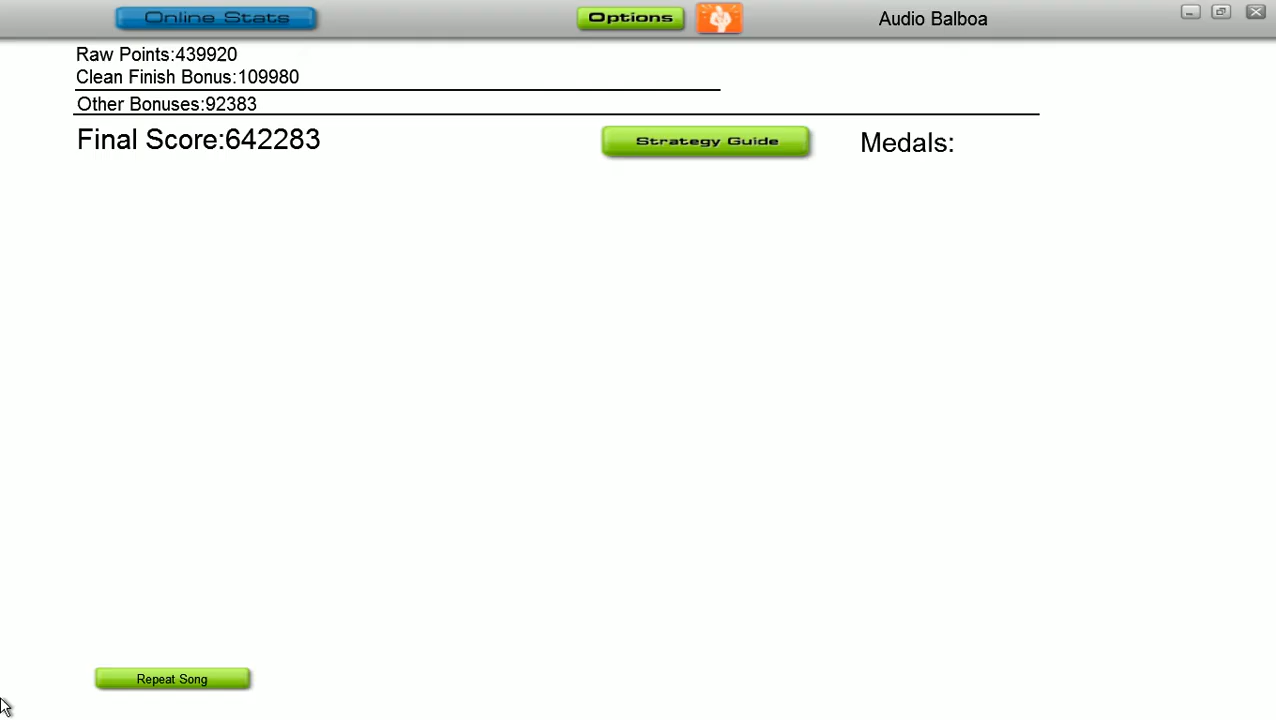 Online Stats
Options
Audio Balboa
Raw Points:439920
Clean Finish Bonus:109980
Other Bonuses:92383
Final Score:642283
Strategy Guide
Medals:
Repeat Song